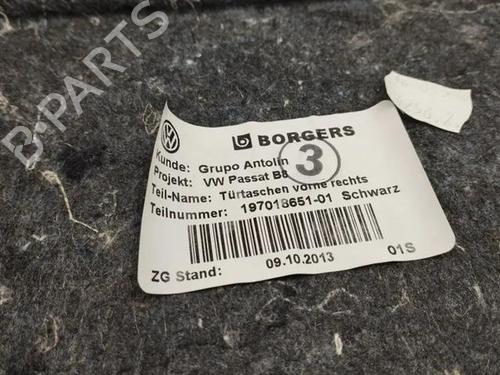 B-PARTS
BORGERS
Kunde: Grupo Antolin
Projekt: VW Passat B8
3
Teil-Name: Türtaschen vorne rechts
Teilnummer: 197018651-01 Schwarz
ZG Stand: 09.10.2013 01S